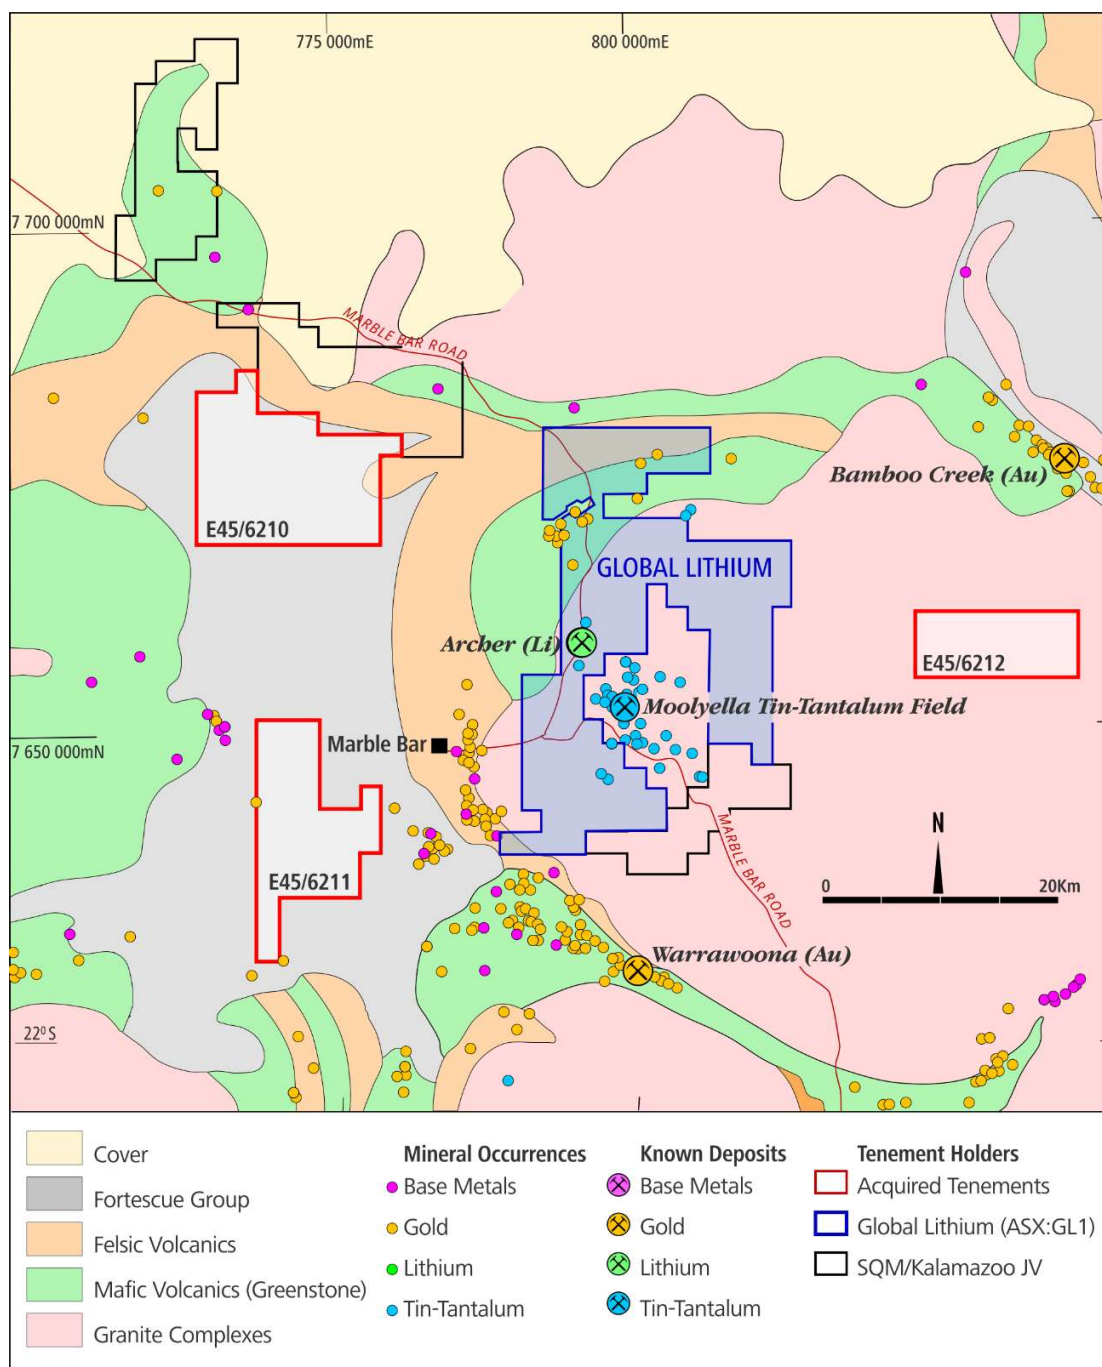 775 000mE
800 000mE
7 700 000mN
MARBLE BAR ROAD
Bamboo Creek (Au)
E45/6210
GLOBAL LITHIUM
Archer (Li)
E45/6212
Moolyella Tin-Tantalum Field
Marble Bar
7 650 000mN
MARBLE BAR ROAD
N
E45/6211
0
20Km
Warrawoona (Au)
22⁰ S
Cover
Fortescue Group
Felsic Volcanics
Mafic Volcanics (Greenstone)
Granite Complexes
Mineral Occurrences
Base Metals
Gold
Lithium
Tin-Tantalum
Known Deposits
Base Metals
Gold
Lithium
Tin-Tantalum
Tenement Holders
Acquired Tenements
Global Lithium (ASX:GL1)
SQM/Kalamazoo JV